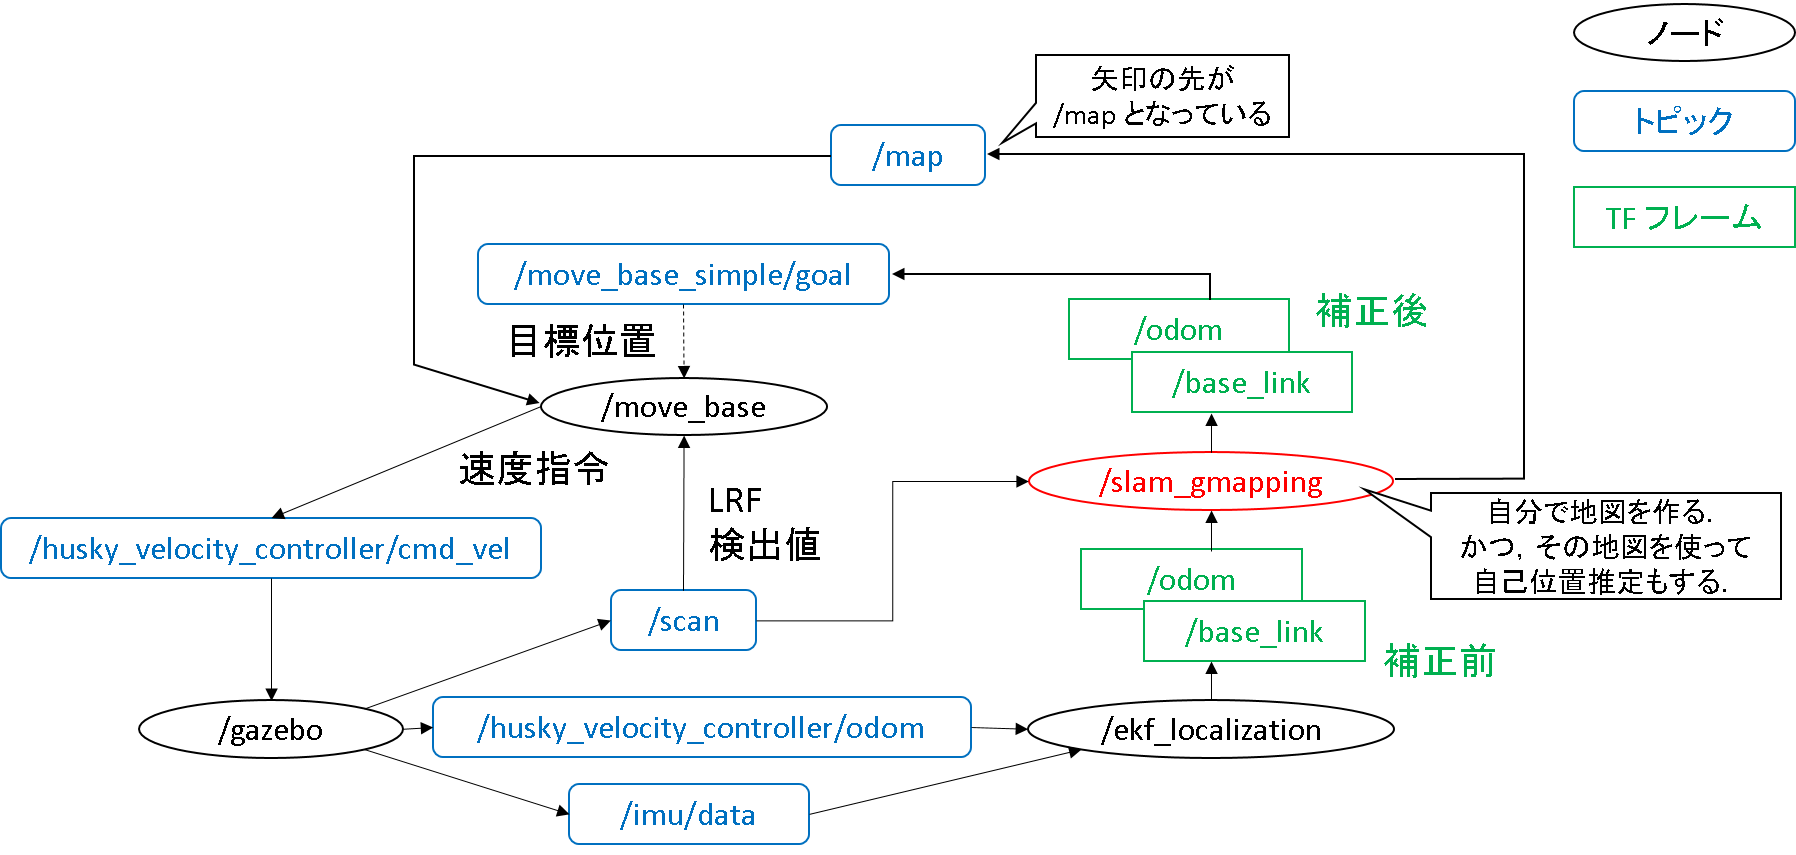 ノード
矢印の先が
/map となっている
トピック
/map
TF フレーム
/move_base_simple/goal
補正後
/odom
目標位置
/base_link
/move_base
速度指令
/slam_gmapping
LRF
検出値
自分で地図を作る.
かつ, その地図を使って
自己位置推定もする.
/husky_velocity_controller/cmd_vel
/odom
/scan
/base_link
補正前
/gazebo
/husky_velocity_controller/odom
/ekf_localization
/imu/data